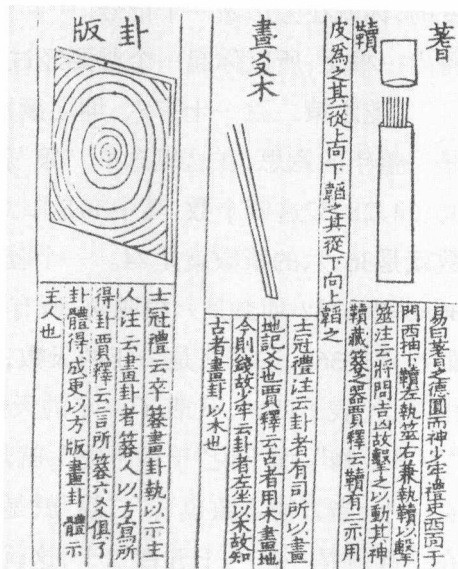 蓍
韇
易曰蓍之德圓而神少牢禮史西面于
門西抽下韇左執筮右兼執韇以擊
筮注云將問吉凶故擊之以動其神
韇藏筴之器賈釋云韇有二亦用
皮為之其一從上向下韜之其從下向上韜之
畫爻木
士冠禮注云卦者有司所以畫
地記爻也賈釋云古者用木畫地
今則錢故少牢云卦者左坐以木故知
古者畫卦以木也
卦版
士冠禮云卒筮畫卦執以示主
人注云畫卦者筮人以方寫所
得卦賈釋云言所筮六爻俱了
卦體得成更以方版畫卦體示
主人也